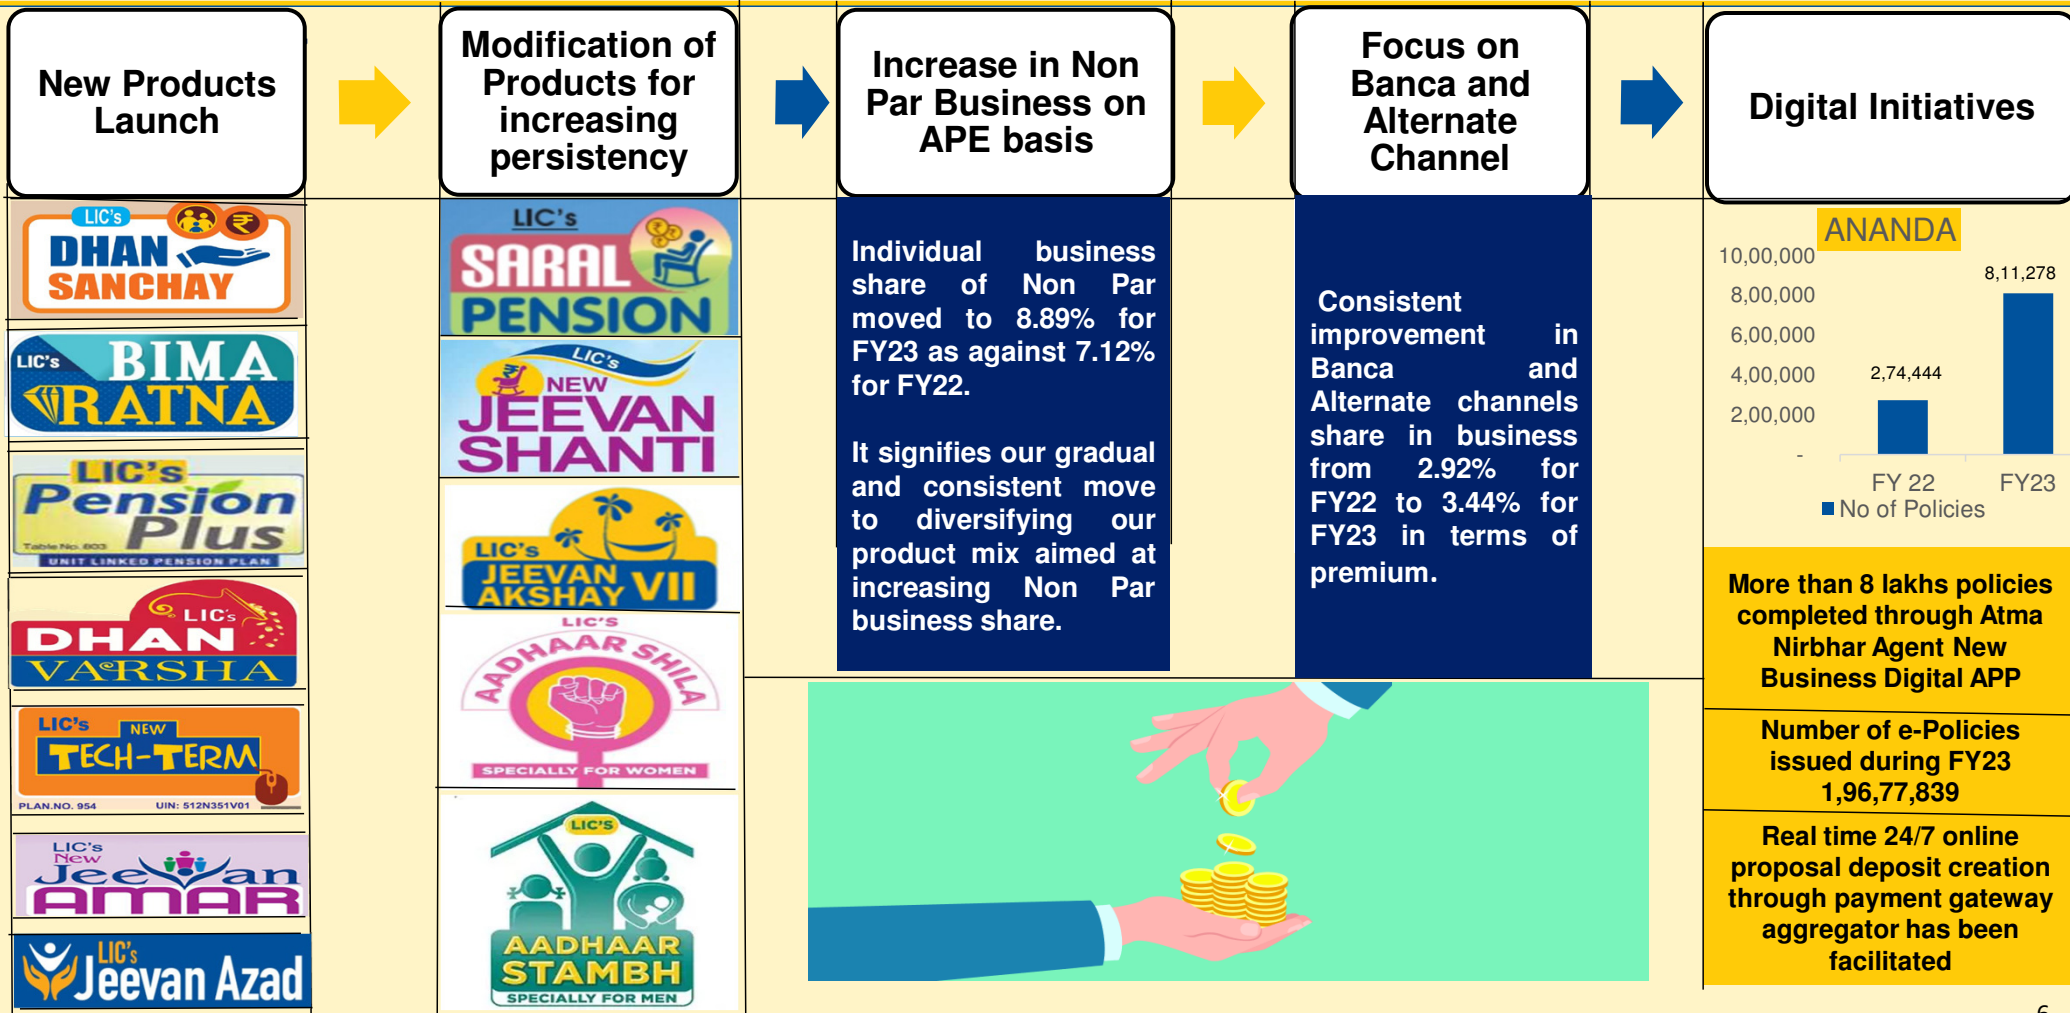 New Products
Launch
Modification of
Products for
increasing
persistency
Increase in Non
Par Business on
APE basis
Focus on
Banca and
Alternate
Channel
Digital Initiatives
LIC's
DHAN
SANCHAY
LIC's
BIMA
RATNA
LIC's
Pension
Plus
Table No. 803
UNIT LINKED PENSION PLAN
LIC's
DHAN
VARSHA
LIC's
NEW
TECH-TERM
PLAN.NO. 954 UIN: 512N351V01
LIC's
New
Jeevan
AMAR
LIC's
Jeevan Azad
LIC's
SARAL
PENSION
LIC's
NEW
JEEVAN
SHANTI
LIC's
JEEVAN
AKSHAY VII
LIC'S
AADHAAR SHILA
SPECIALLY FOR WOMEN
LIC'S
AADHAAR
STAMBH
SPECIALLY FOR MEN
Individual business
share of Non Par
moved to 8.89% for
FY23 as against 7.12%
for FY22.
It signifies our gradual
and consistent move
to diversifying our
product mix aimed at
increasing Non Par
business share.
Consistent
improvement in
Banca and
Alternate channels
share in business
from 2.92% for
FY22 to 3.44% for
FY23 in terms of
premium.
ANANDA
10,00,000
8,00,000
6,00,000
4,00,000
2,00,000
-
2,74,444
8,11,278
FY 22 FY23
No of Policies
More than 8 lakhs policies
completed through Atma
Nirbhar Agent New
Business Digital APP
Number of e-Policies
issued during FY23
1,96,77,839
Real time 24/7 online
proposal deposit creation
through payment gateway
aggregator has been
facilitated
6